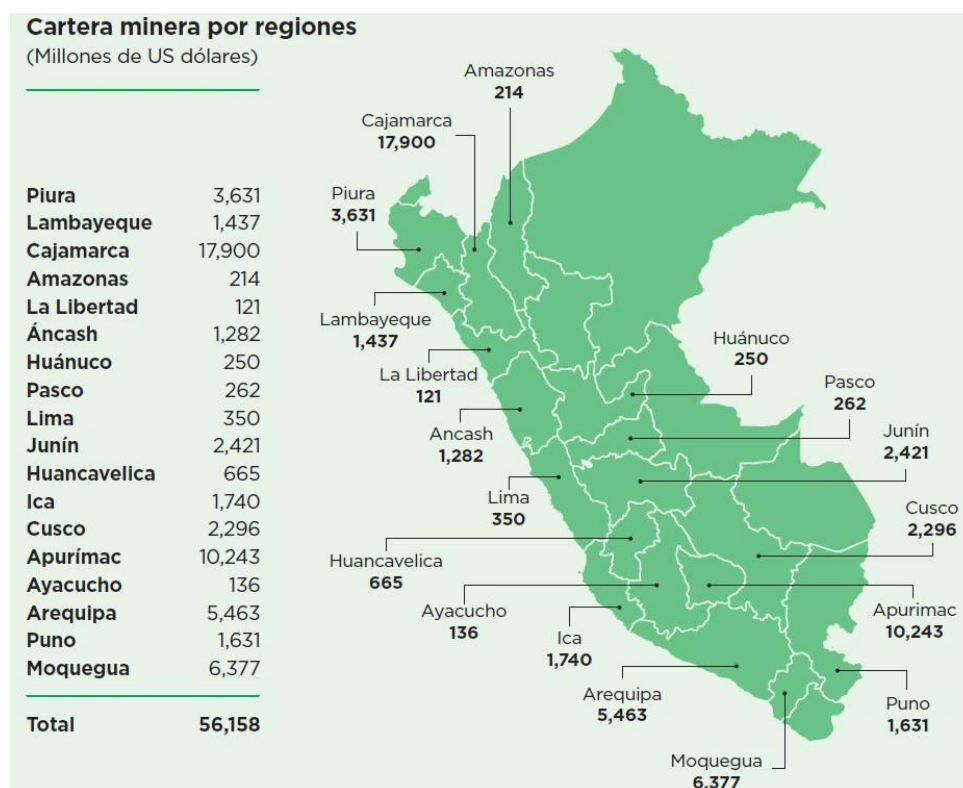 Cartera minera por regiones
(Millones de US dólares)
Piura 3,631
Lambayeque 1,437
Cajamarca 17,900
Amazonas 214
La Libertad 121
Áncash 1,282
Huánuco 250
Pasco 262
Lima 350
Junín 2,421
Huancavelica 665
Ica 1,740
Cusco 2,296
Apurímac 10,243
Ayacucho 136
Arequipa 5,463
Puno 1,631
Moquegua 6,377
Total 56,158
Amazonas
214
Cajamarca
17,900
Piura
3,631
Lambayeque
1,437
La Libertad
121
Ancash
1,282
Lima
350
Huancavelica
665
Ayacucho
136
Ica
1,740
Arequipa
5,463
Moquegua
6,377
Huánuco
250
Pasco
262
Junín
2,421
Cusco
2,296
Apurimac
10,243
Puno
1,631